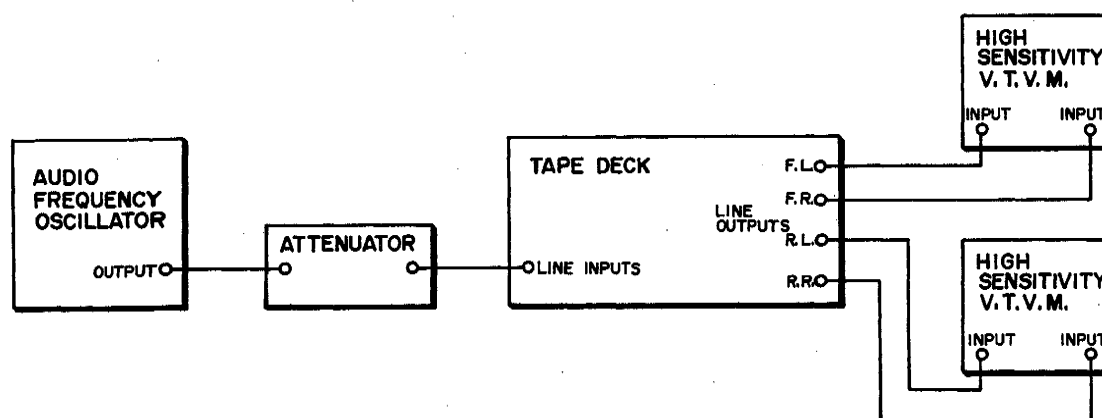 AUDIO
FREQUENCY
OSCILLATOR
OUTPUT
ATTENUATOR
TAPE DECK
LINE INPUTS
F.L.
F.R.
LINE
OUTPUTS
R.L.
R.R.
HIGH
SENSITIVITY
V.T.V.M.
INPUT INPUT
HIGH
SENSITIVITY
V.T.V.M.
INPUT INPUT